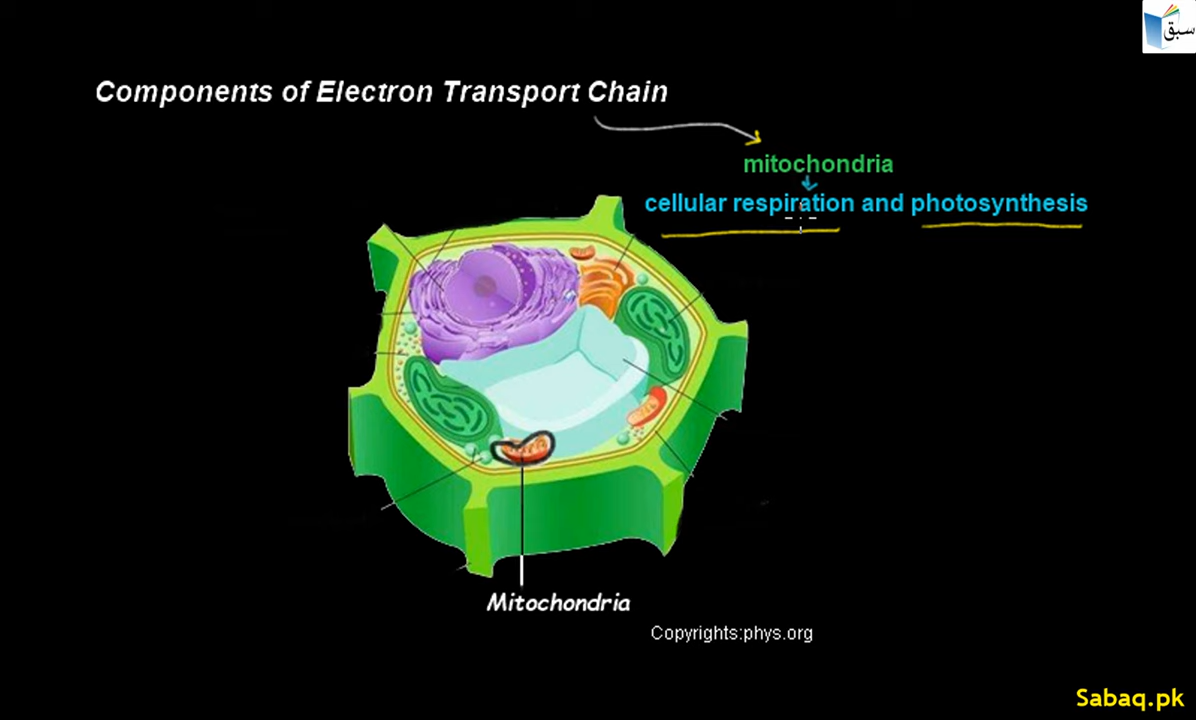 سبق
Components of Electron Transport Chain
mitochondria
cellular respiration and photosynthesis
Mitochondria
Copyrights:phys.org
Sabaq.pk